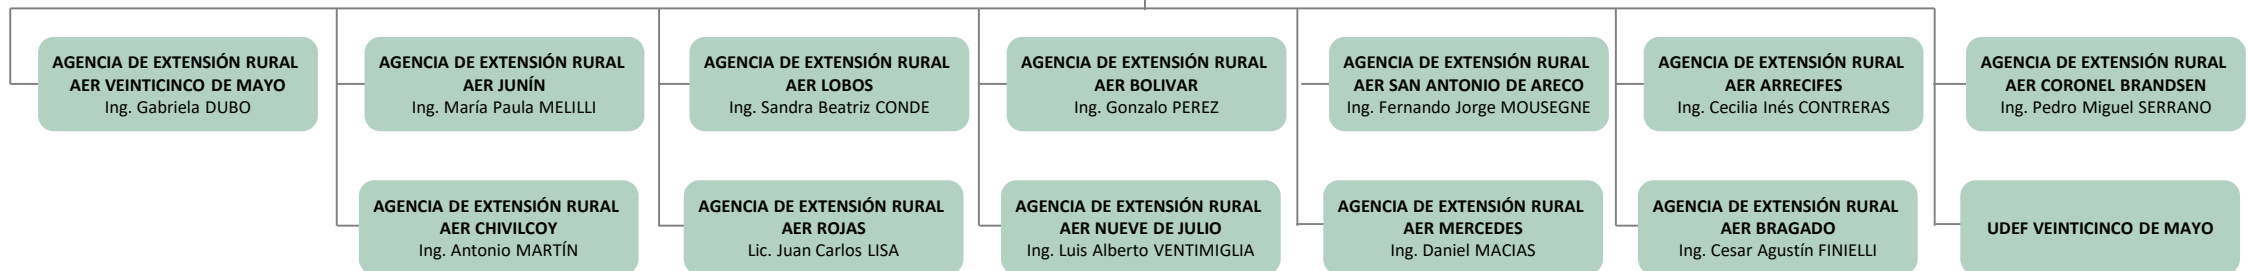 AGENCIA DE EXTENSIÓN RURAL
AER VEINTICINCO DE MAYO
Ing. Gabriela DUBO
AGENCIA DE EXTENSIÓN RURAL
AER JUNÍN
Ing. María Paula MELILLI
AGENCIA DE EXTENSIÓN RURAL
AER LOBOS
Ing. Sandra Beatriz CONDE
AGENCIA DE EXTENSIÓN RURAL
AER BOLIVAR
Ing. Gonzalo PEREZ
AGENCIA DE EXTENSIÓN RURAL
AER SAN ANTONIO DE ARECO
Ing. Fernando Jorge MOUSEGNE
AGENCIA DE EXTENSIÓN RURAL
AER ARRECIFES
Ing. Cecilia Inés CONTRERAS
AGENCIA DE EXTENSIÓN RURAL
AER CORONEL BRANDSEN
Ing. Pedro Miguel SERRANO
AGENCIA DE EXTENSIÓN RURAL
AER CHIVILCOY
Ing. Antonio MARTÍN
AGENCIA DE EXTENSIÓN RURAL
AER ROJAS
Lic. Juan Carlos LISA
AGENCIA DE EXTENSIÓN RURAL
AER NUEVE DE JULIO
Ing. Luis Alberto VENTIMIGLIA
AGENCIA DE EXTENSIÓN RURAL
AER MERCEDES
Ing. Daniel MACIAS
AGENCIA DE EXTENSIÓN RURAL
AER BRAGADO
Ing. Cesar Agustín FINIELLI
UDEF VEINTICINCO DE MAYO